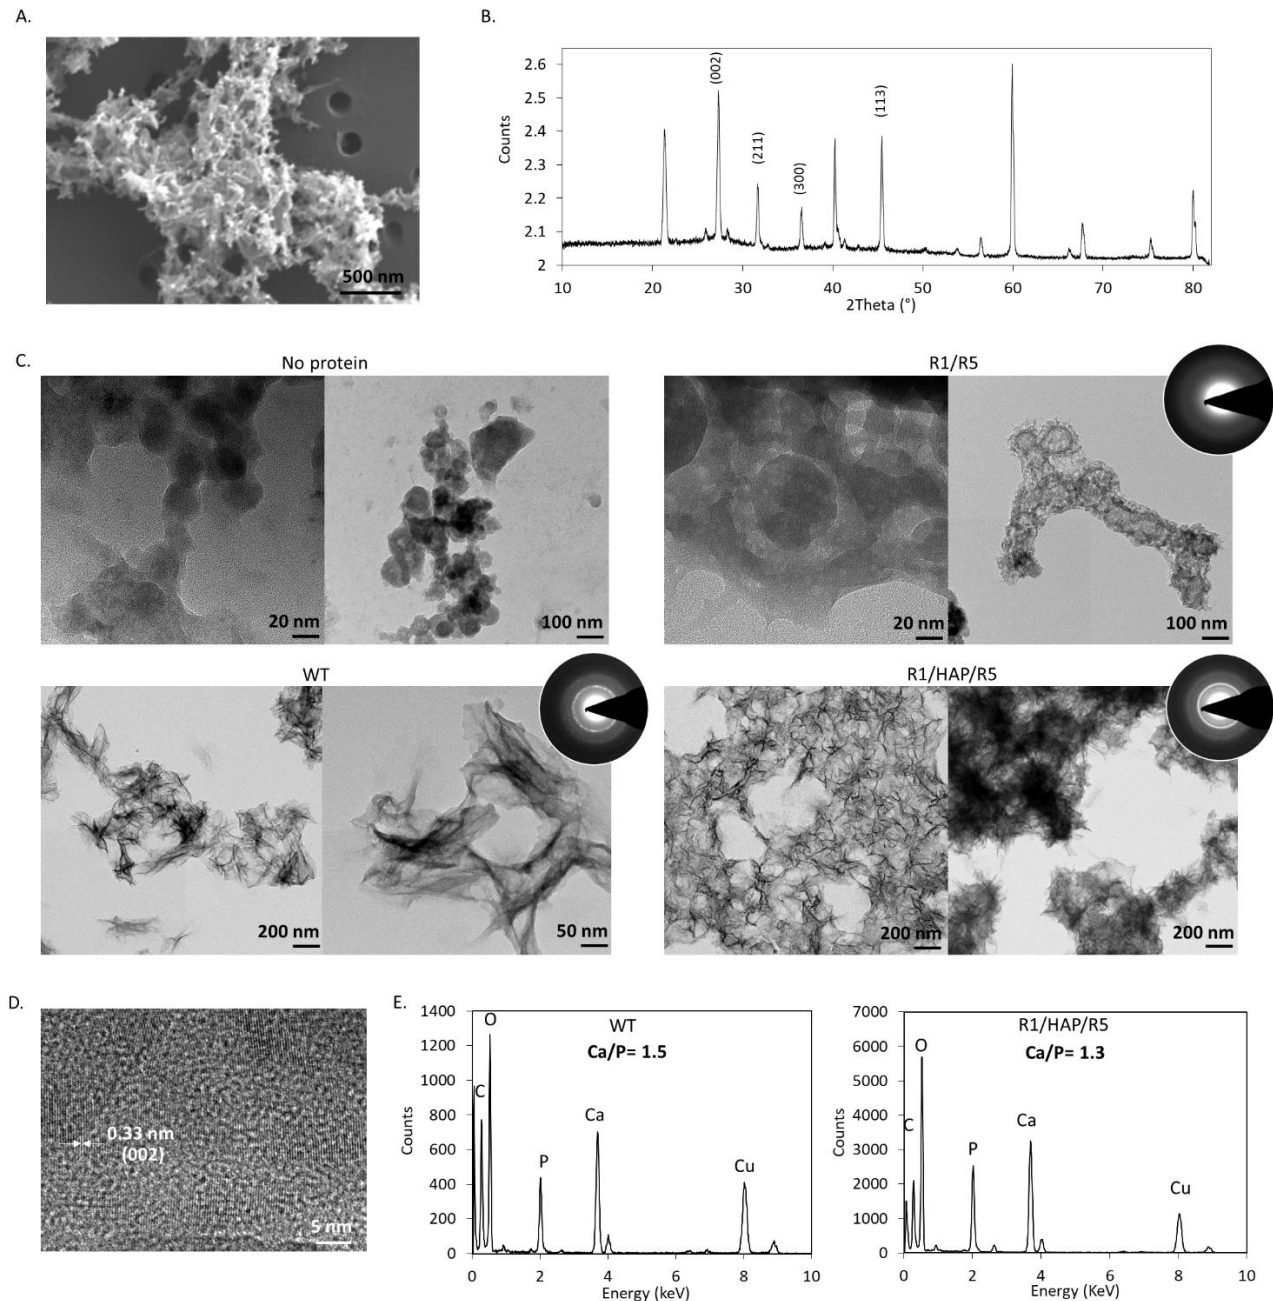 A.
500 nm
B.
Counts
2.6
2.5
2.4
2.3
2.2
2.1
2
(002)
(211)
(300)
(113)
10
20
30
40
50
60
70
80
2Theta (°)
C.
No protein
20 nm
100 nm
R1/R5
20 nm
100 nm
WT
200 nm
50 nm
R1/HAP/R5
200 nm
200 nm
D.
0.33 nm
(002)
5 nm
E.
WT
Ca/P= 1.5
Counts
1400
1200
1000
800
600
400
200
0
O
C
P
Ca
Cu
0 2 4 6 8 10
Energy (keV)
R1/HAP/R5
Ca/P= 1.3
Counts
7000
6000
5000
4000
3000
2000
1000
0
O
C
P
Ca
Cu
0 2 4 6 8 10
Energy (KeV)